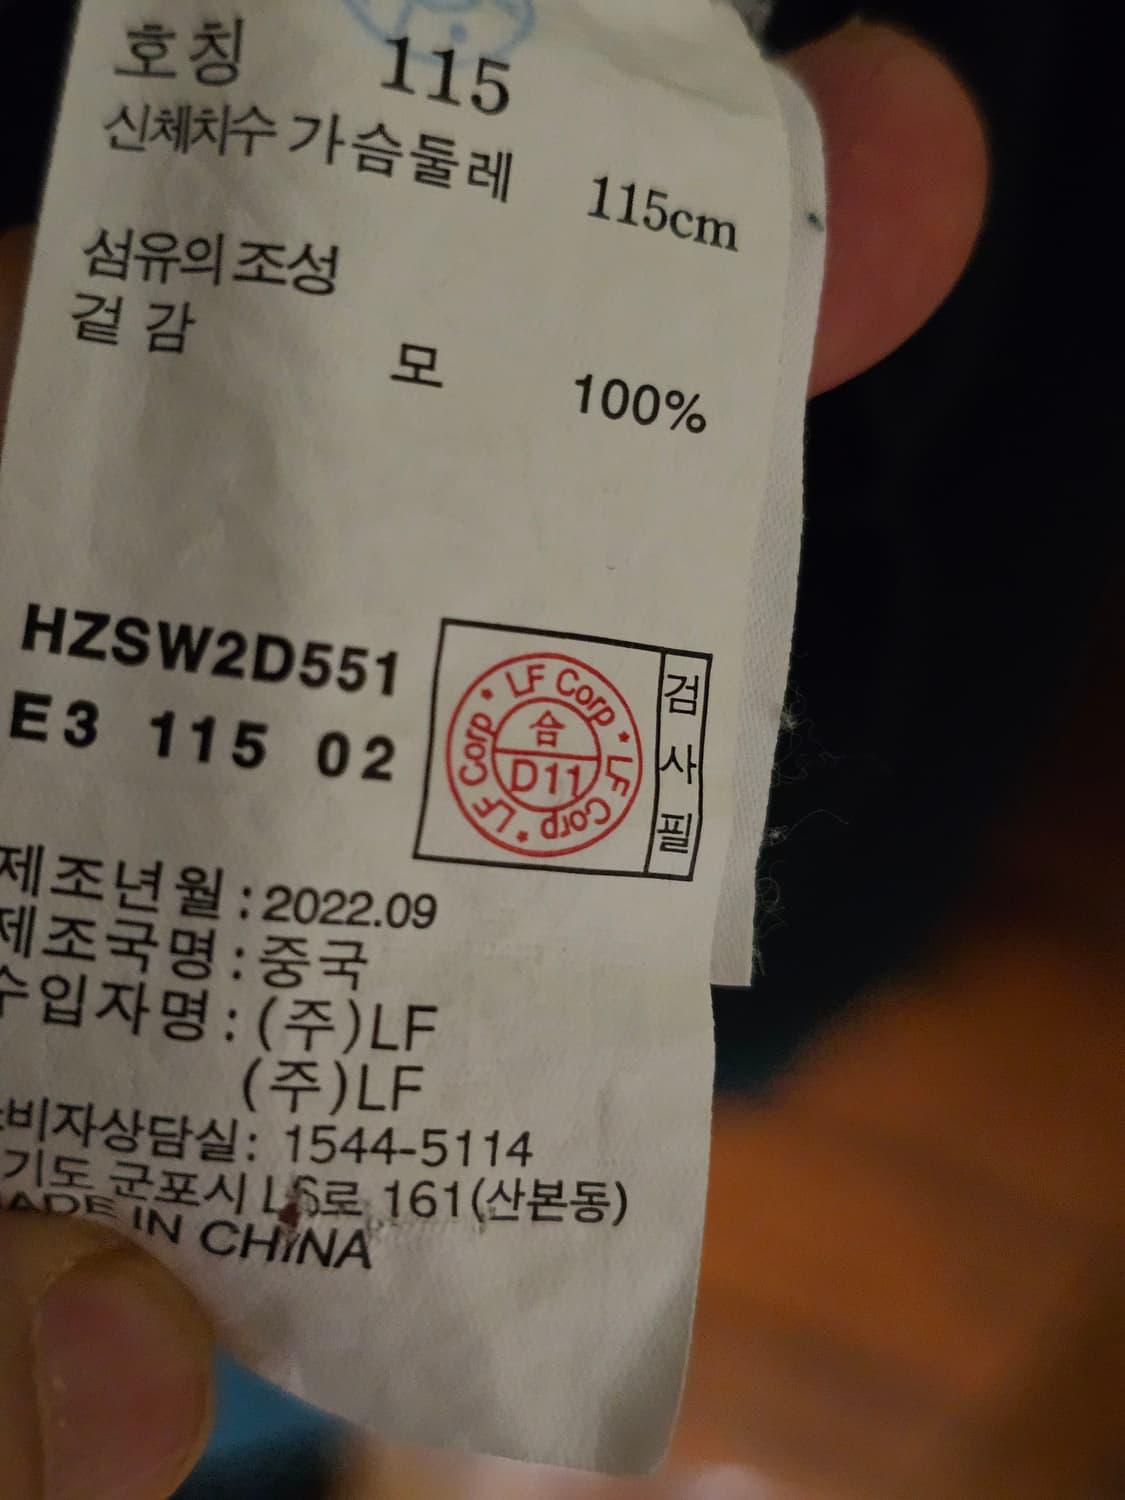 호칭 115
신체치수 가슴둘레 115cm
섬유의 조성
겉감 모 100%
HZSW2D551
E3 115 02
LF Corp * LF Corp * LF Corp *
合
D11
검사필
제조년월 : 2022.09
제조국명 : 중국
수입자명 : (주)LF
(주)LF
소비자상담실: 1544-5114
경기도 군포시 LS로 161(산본동)
MADE IN CHINA